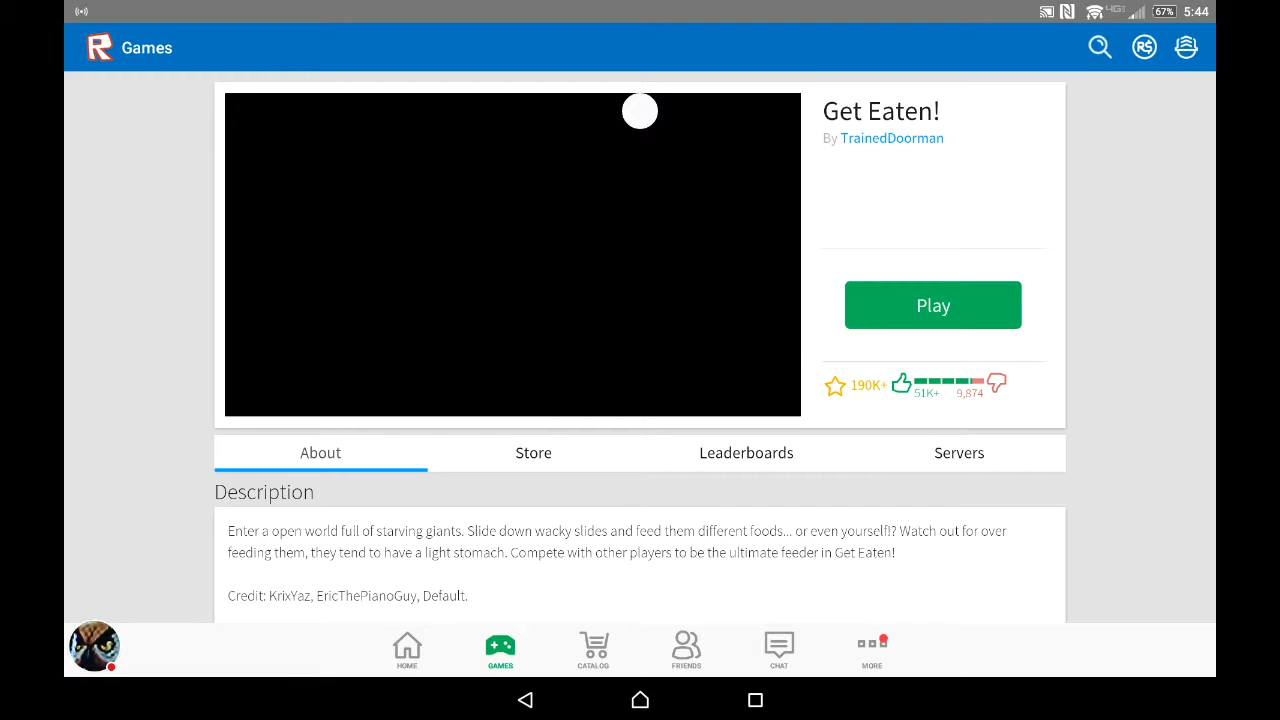 4G 67% 5:44
R Games R$
Get Eaten!
By TrainedDoorman
Play
190K+
51K+ 9,874
About Store Leaderboards Servers
Description
Enter a open world full of starving giants. Slide down wacky slides and feed them different foods... or even yourself!? Watch out for over
feeding them, they tend to have a light stomach. Compete with other players to be the ultimate feeder in Get Eaten!
Credit: KrixYaz, EricThePianoGuy, Default.
HOME GAMES CATALOG FRIENDS CHAT MORE